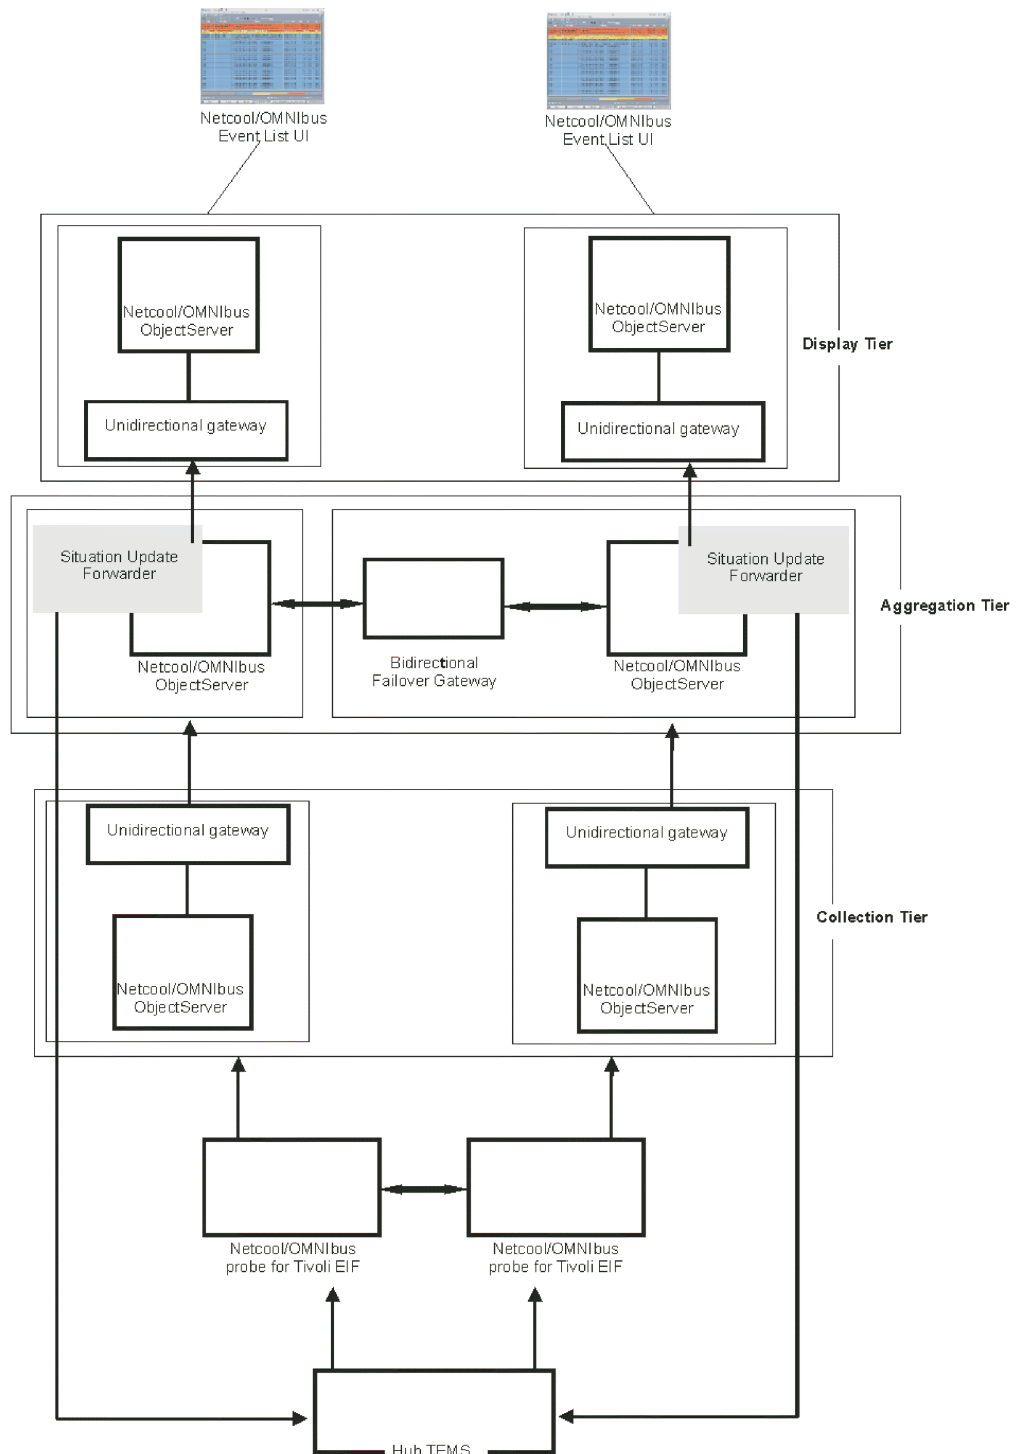 Netcool/OMNIbus
Event List UI
Netcool/OMNIbus
Event List UI
Netcool/OMNIbus
ObjectServer
Netcool/OMNIbus
ObjectServer
Display Tier
Unidirectional gateway
Unidirectional gateway
Situation Update
Forwarder
Situation Update
Forwarder
Aggregation Tier
Netcool/OMNIbus
ObjectServer
Bidirectional
Failover Gateway
Netcool/OMNIbus
ObjectServer
Unidirectional gateway
Unidirectional gateway
Collection Tier
Netcool/OMNIbus
ObjectServer
Netcool/OMNIbus
ObjectServer
Netcool/OMNIbus
probe for Tivoli EIF
Netcool/OMNIbus
probe for Tivoli EIF
Hub TEMS